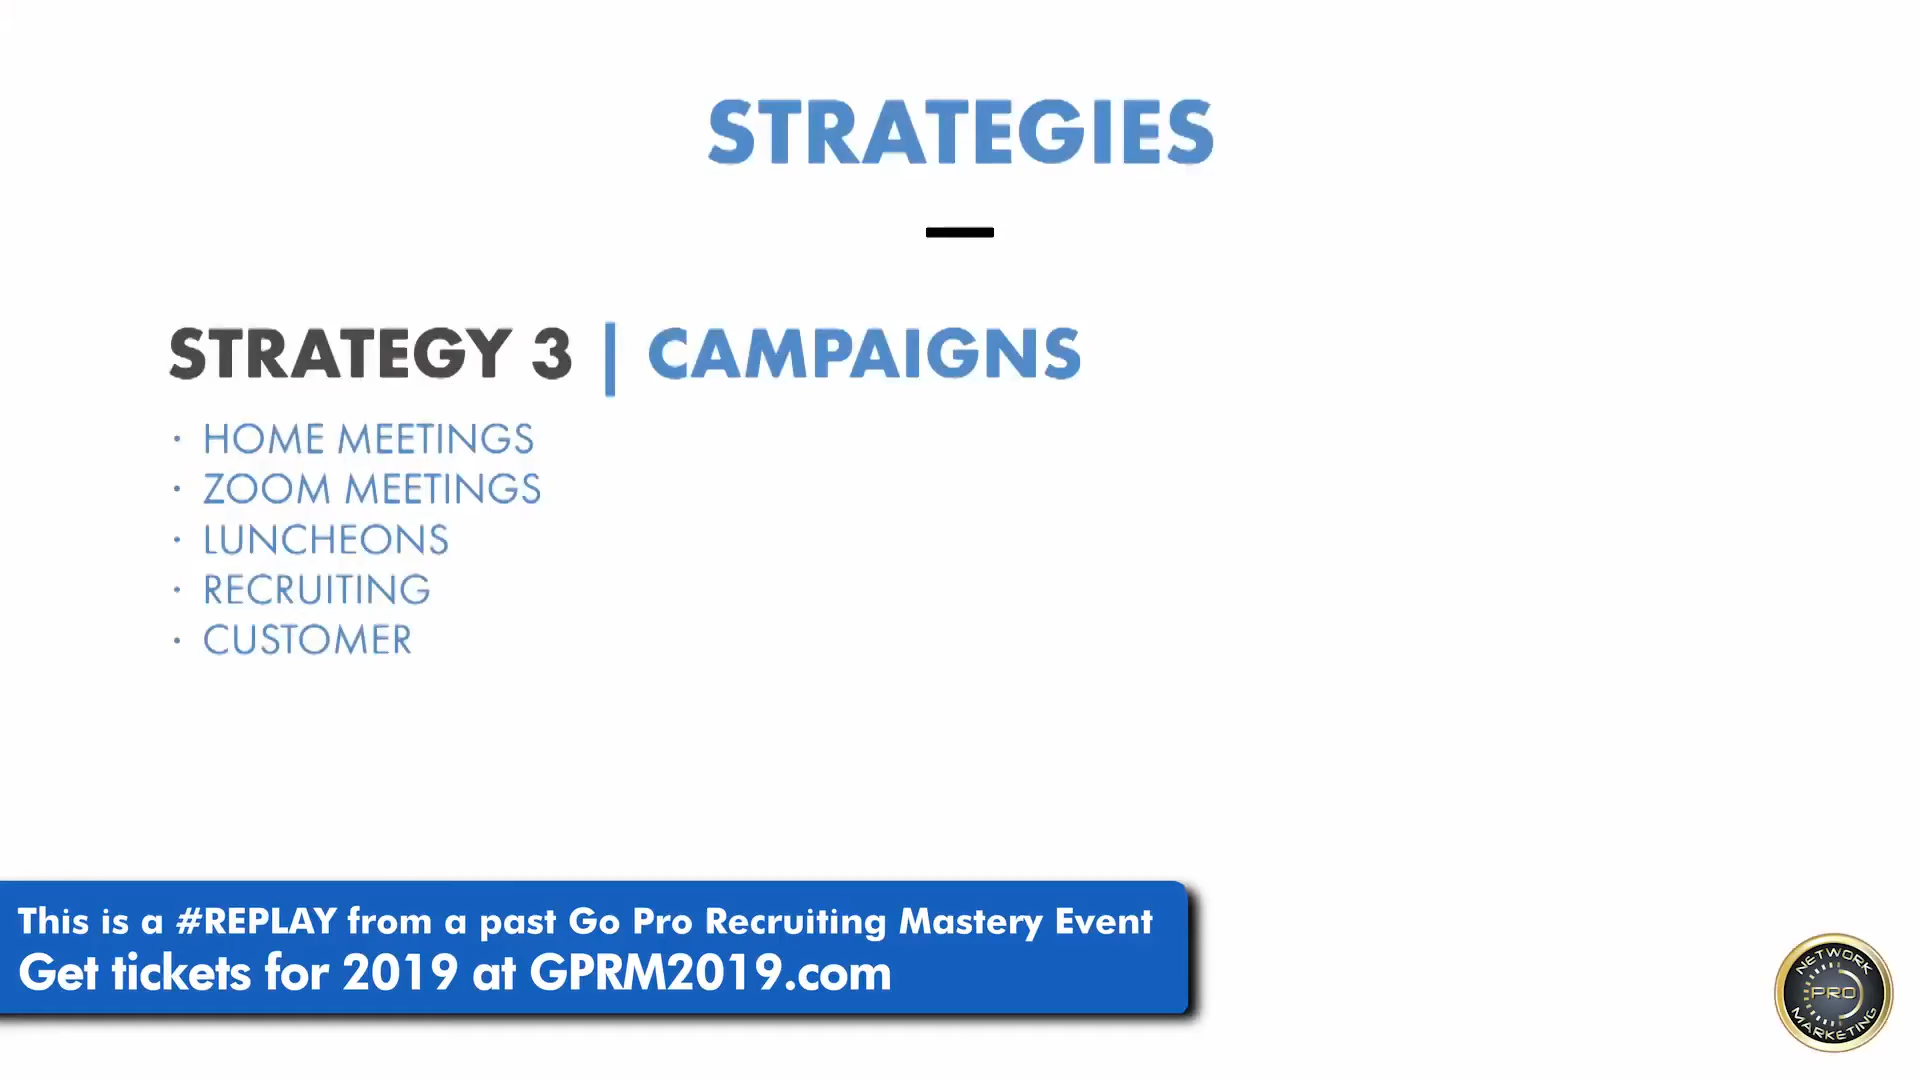 STRATEGIES
STRATEGY 3 | CAMPAIGNS
· HOME MEETINGS
· ZOOM MEETINGS
· LUNCHEONS
· RECRUITING
· CUSTOMER
This is a #REPLAY from a past Go Pro Recruiting Mastery Event
Get tickets for 2019 at GPRM2019.com
NETWORK
PRO
MARKETING